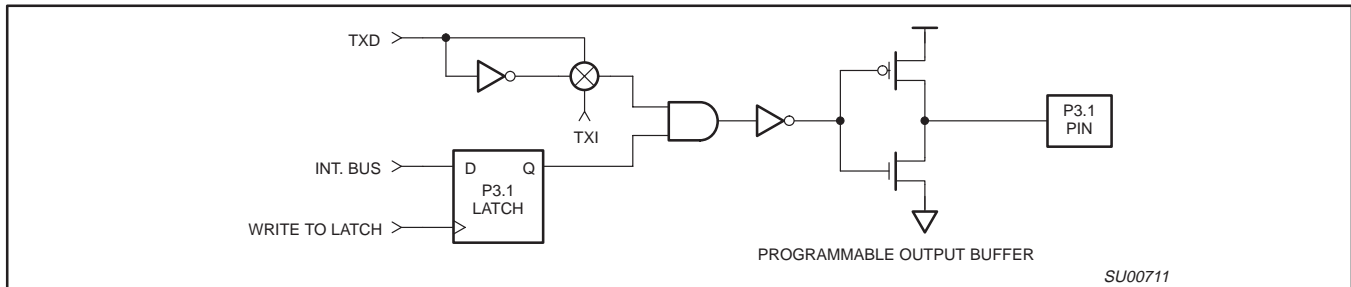 TXD
TXI
INT. BUS
D Q
P3.1
LATCH
WRITE TO LATCH
P3.1
PIN
PROGRAMMABLE OUTPUT BUFFER
SU00711